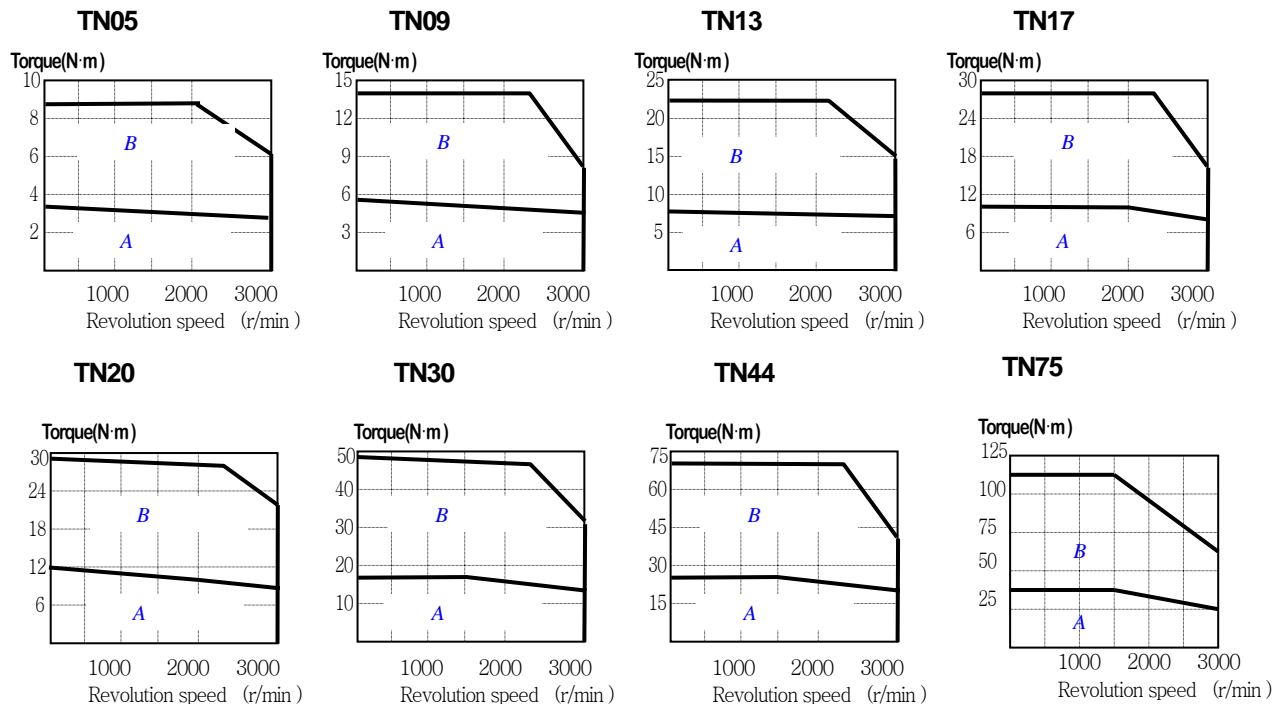 TN05 TN09 TN13 TN17
Torque(N·m) Torque(N·m) Torque(N·m) Torque(N·m)
10 15 25 30
8 12 20 24
B B B B
6 9 15 18
4 6 10 12
2 3 5 6
A A A A
1000 2000 3000 1000 2000 3000 1000 2000 3000 1000 2000 3000
Revolution speed (r/min) Revolution speed (r/min) Revolution speed (r/min) Revolution speed (r/min)
TN20 TN30 TN44 TN75
Torque(N·m) Torque(N·m) Torque(N·m) Torque(N·m)
30 50 75 125
24 40 60 100
B B B B
18 30 45 75
12 20 30 50
6 10 15 25
A A A A
1000 2000 3000 1000 2000 3000 1000 2000 3000 1000 2000 3000
Revolution speed (r/min) Revolution speed (r/min) Revolution speed (r/min) Revolution speed (r/min)